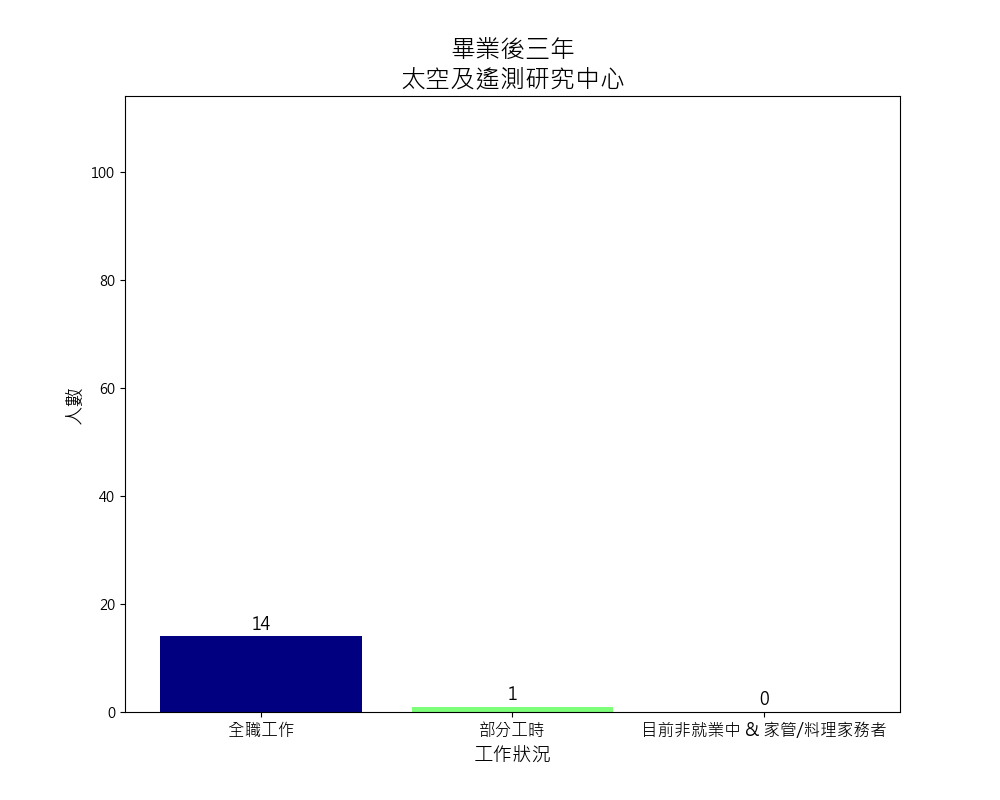 畢業後三年
太空及遙測研究中心
人數
100
80
60
40
20
0
14
1
0
全職工作
部分工時
目前非就業中 & 家管/料理家務者
工作狀況